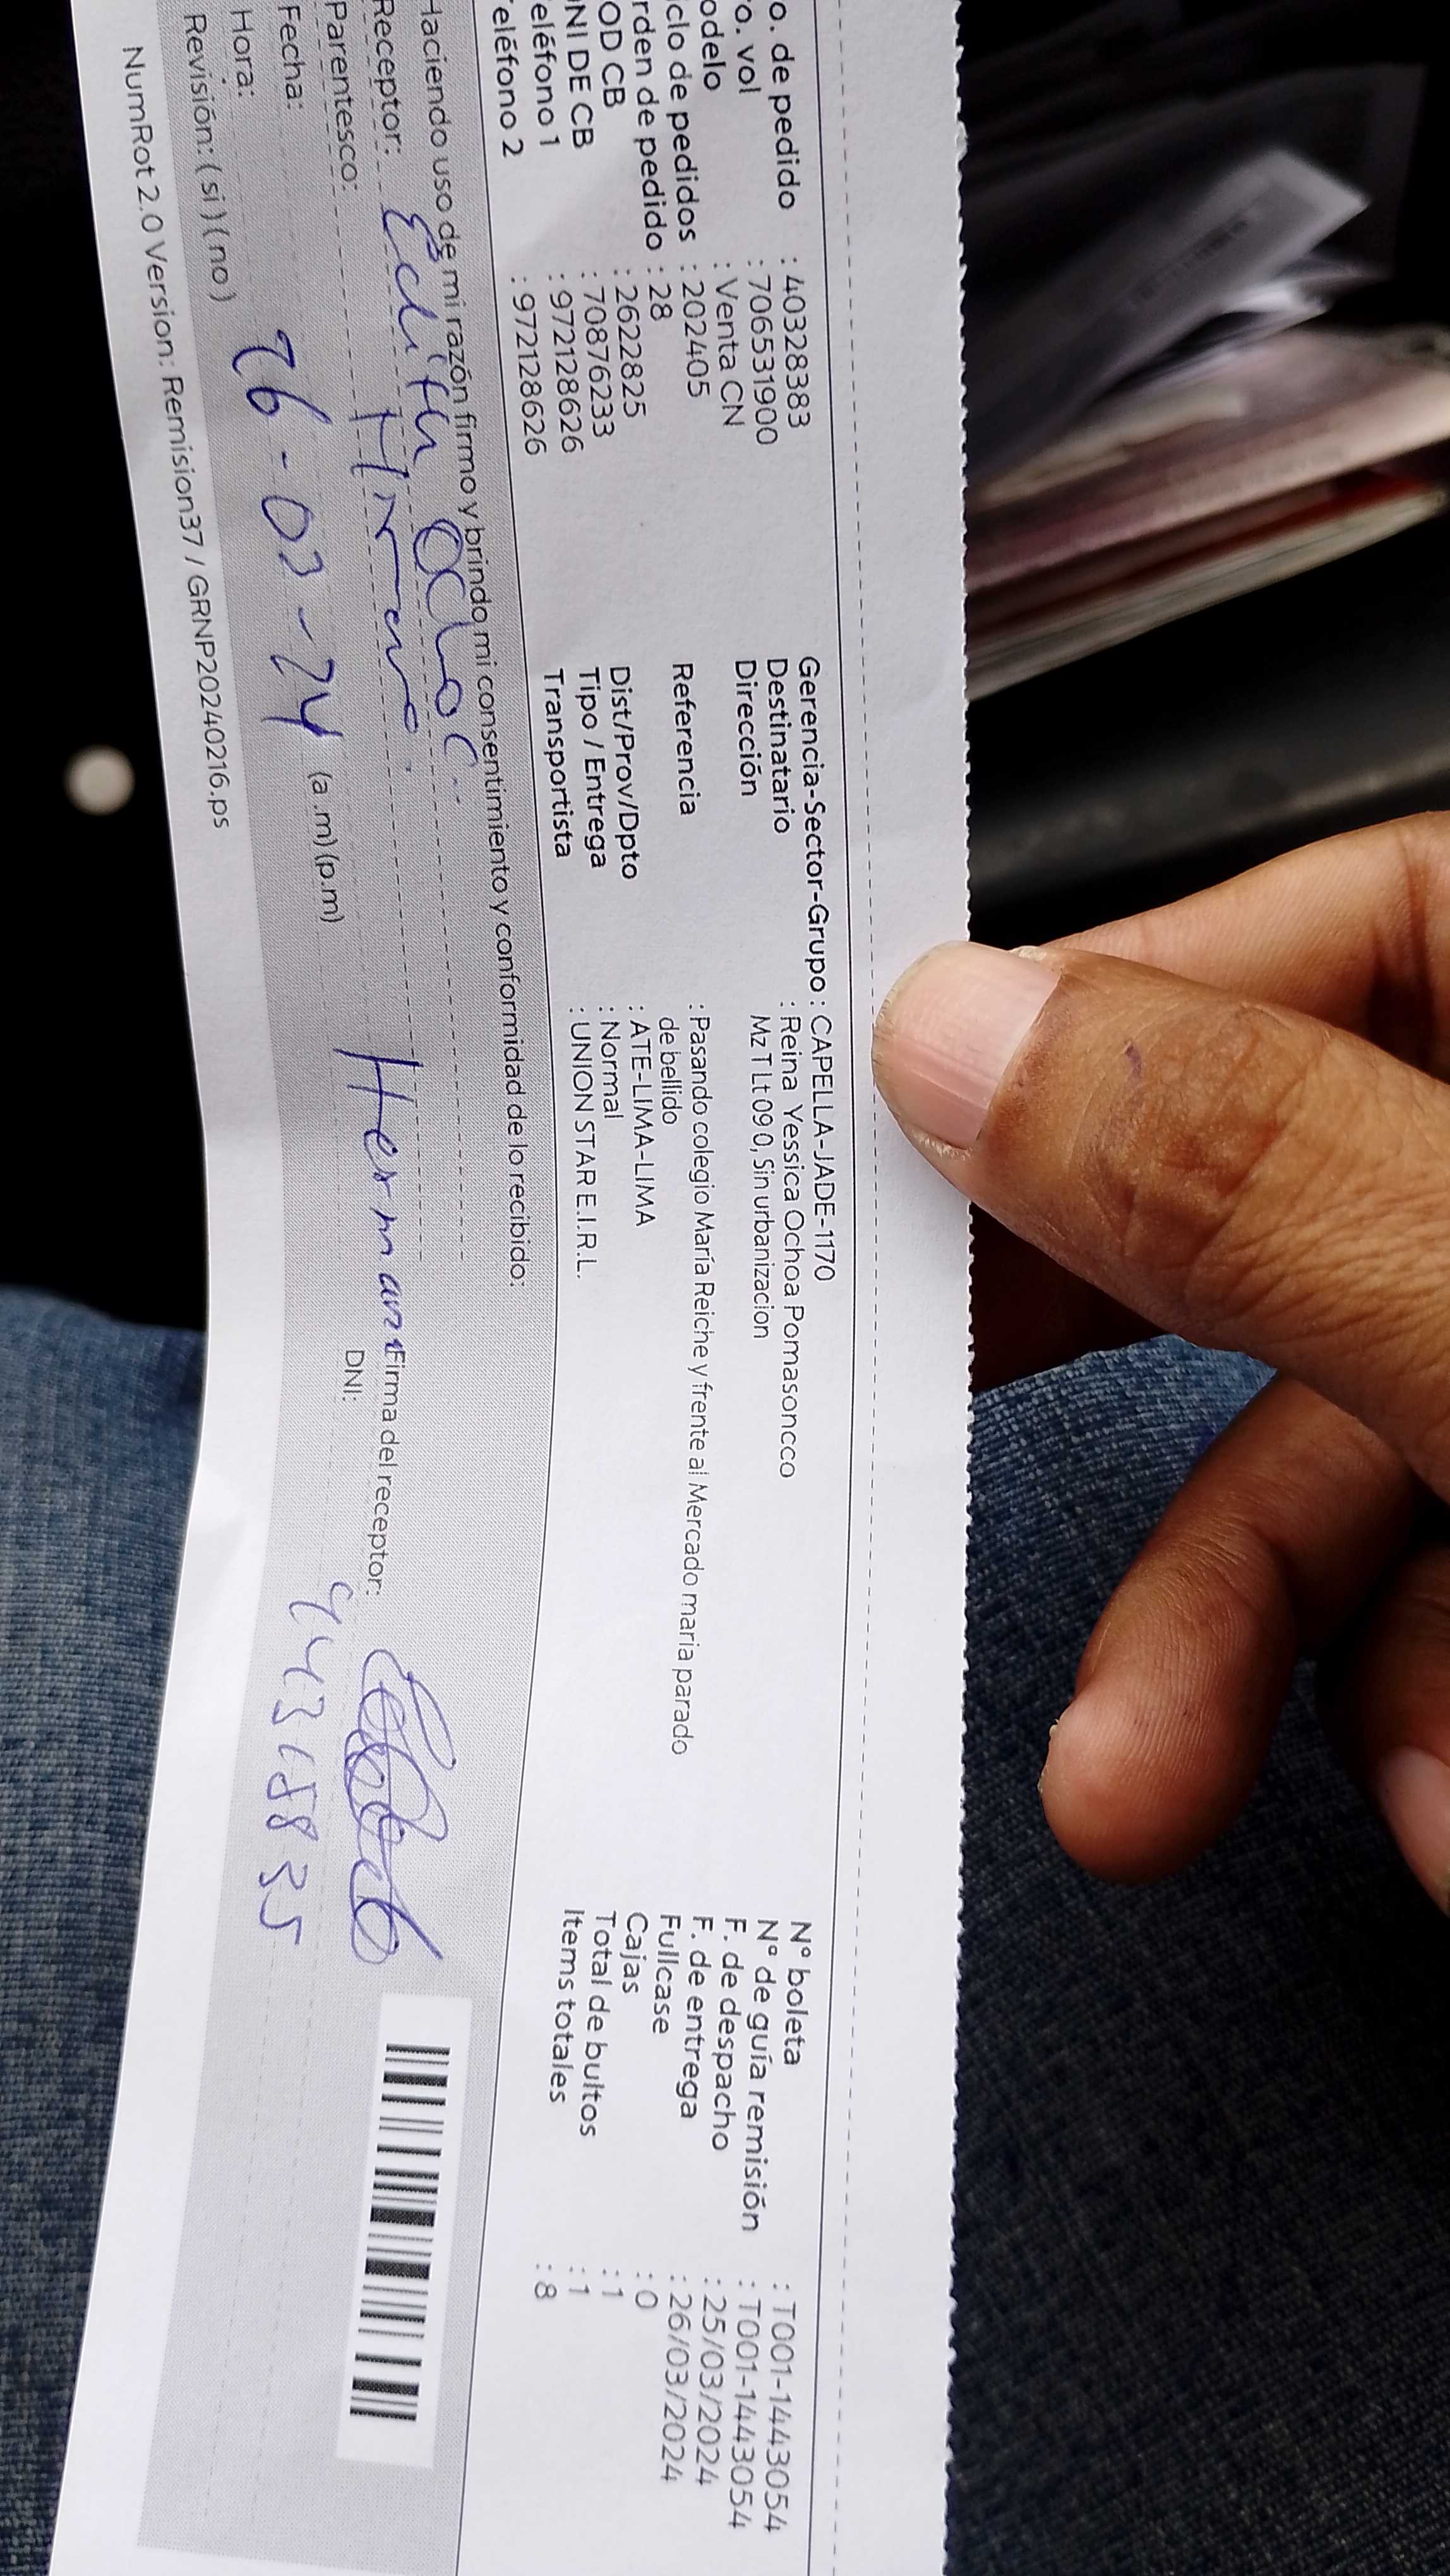 o. de pedido : 40328383
o. vol : 706531900
odelo : Venta CN
clo de pedidos : 202405
rden de pedido : 28
OD CB : 2622825
NI DE CB : 70876233
eléfono 1 : 972128626
eléfono 2 : 972128626
Gerencia-Sector-Grupo : CAPELLA-JADE-1170
Destinatario : Reina Yessica Ochoa Pomasoncco
Dirección Mz T Lt 09 0, Sin urbanizacion
Referencia : Pasando colegio María Reiche y frente al Mercado maria parado
de bellido
Dist/Prov/Dpto : ATE-LIMA-LIMA
Tipo / Entrega : Normal
Transportista : UNION STAR E.I.R.L.
N° boleta : T001-1443054
N° de guía remisión : T001-1443054
F. de despacho : 25/03/2024
F. de entrega : 26/03/2024
Fullcase : 0
Cajas : 1
Total de bultos : 1
Items totales : 8
Haciendo uso de mi razón firmo y brindo mi consentimiento y conformidad de lo recibido:
Receptor:
Parentesco: Hermana
Firma del receptor:
DNI:
Fecha: 26-03-24
Hora: (a.m) (p.m)
Revisión: ( si ) ( no )
NumRot 2.0 Version: Remision37 / GRNP20240216.ps